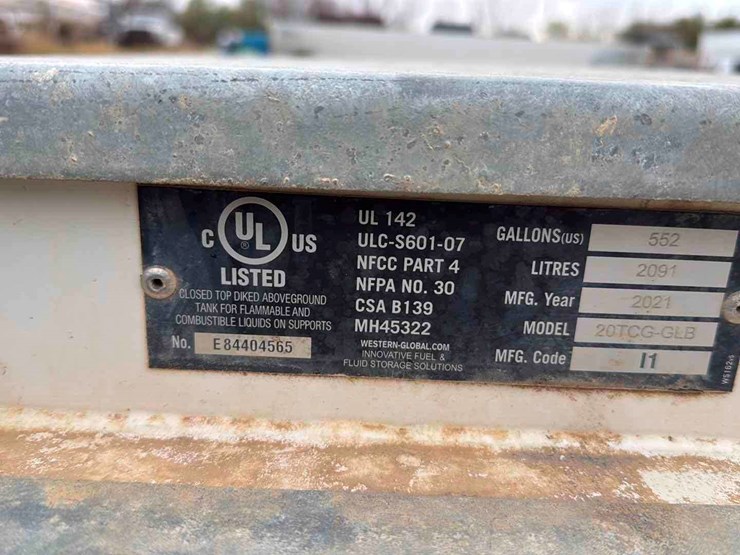 C UL ® US
LISTED
CLOSED TOP DIKED ABOVEGROUND
TANK FOR FLAMMABLE AND
COMBUSTIBLE LIQUIDS ON SUPPORTS
No. E 84404565
UL 142
ULC-S601-07
NFCC PART 4
NFPA NO. 30
CSA B139
MH45322
WESTERN-GLOBAL.COM
INNOVATIVE FUEL &
FLUID STORAGE SOLUTIONS
GALLONS(US) 552
LITRES 2091
MFG. Year 2021
MODEL 20TCG-GLB
MFG. Code I1